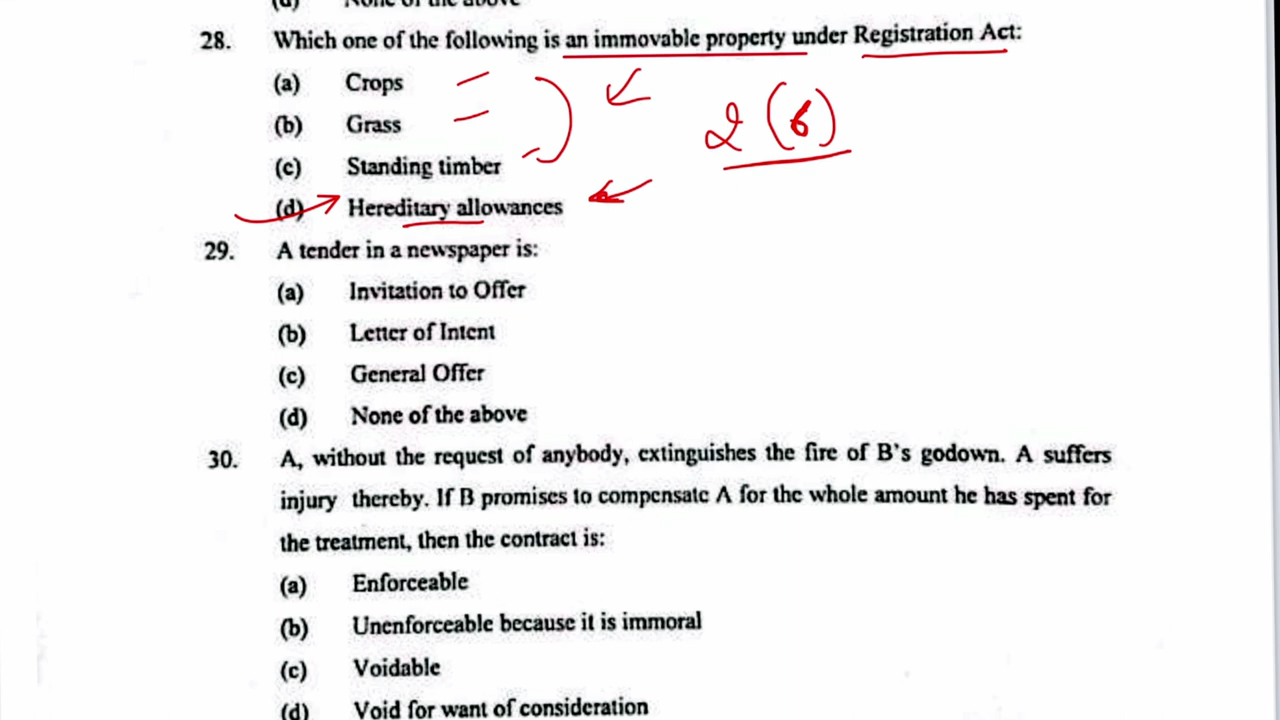 (d) None of the above
28. Which one of the following is an immovable property under Registration Act:
(a) Crops
(b) Grass
2 (6)
(c) Standing timber
(d) Hereditary allowances
29. A tender in a newspaper is:
(a) Invitation to Offer
(b) Letter of Intent
(c) General Offer
(d) None of the above
30. A, without the request of anybody, extinguishes the fire of B's godown. A suffers
injury thereby. If B promises to compensate A for the whole amount he has spent for
the treatment, then the contract is:
(a) Enforceable
(b) Unenforceable because it is immoral
(c) Voidable
(d) Void for want of consideration